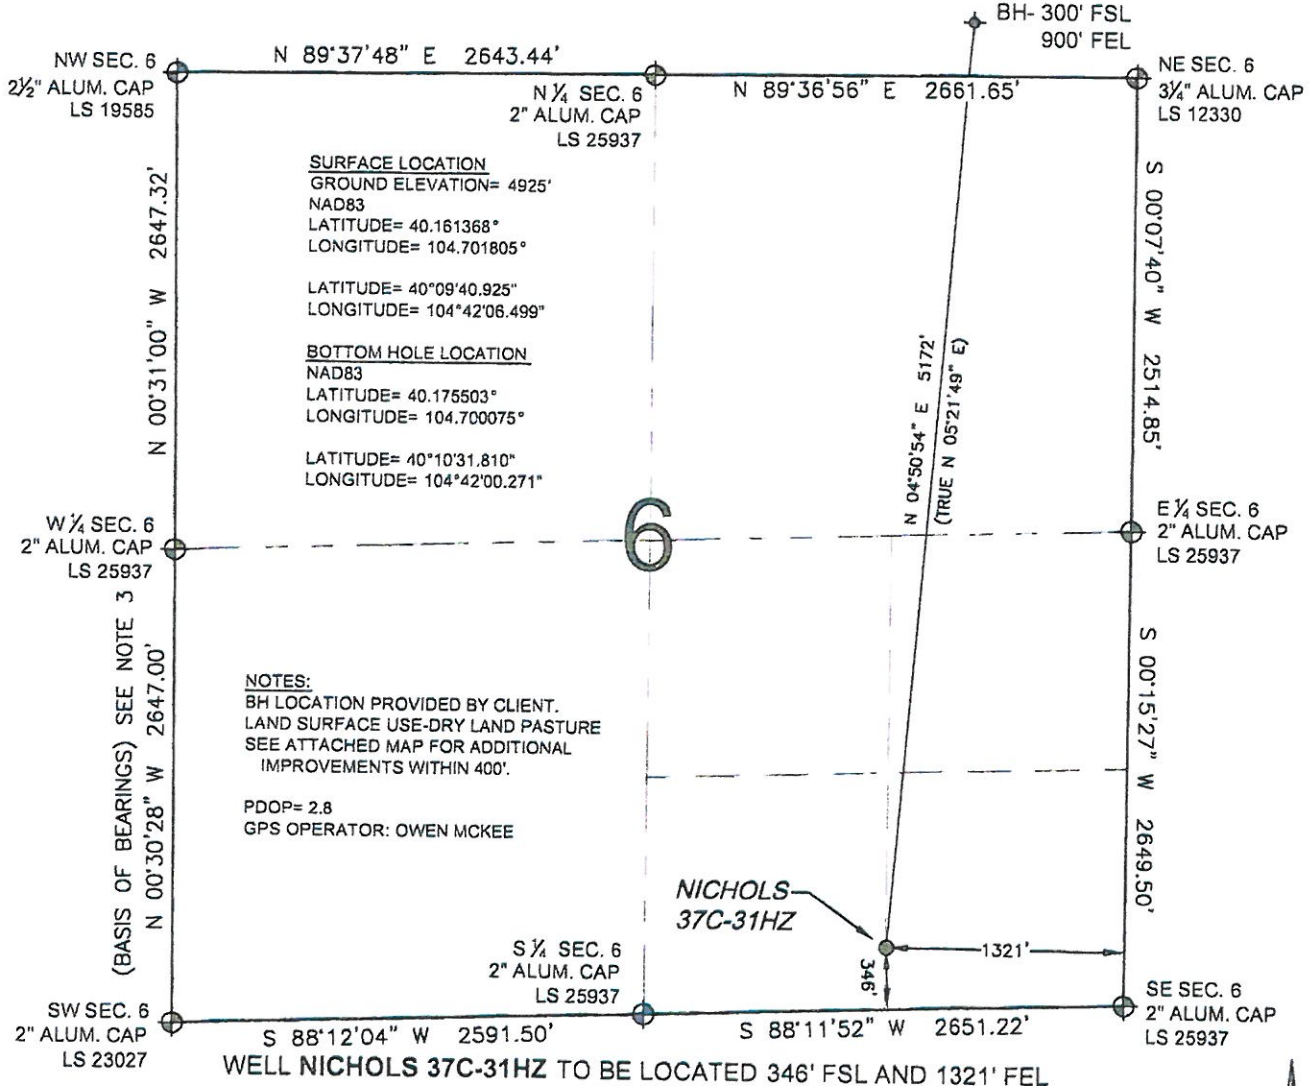 BH- 300' FSL
900' FEL
NW SEC. 6
2½" ALUM. CAP
LS 19585
N 89°37'48" E 2643.44'
N ¼ SEC. 6
2" ALUM. CAP
LS 25937
N 89°36'56" E 2661.65'
NE SEC. 6
3¼" ALUM. CAP
LS 12330
N 00°31'00" W 2647.32'
SURFACE LOCATION
GROUND ELEVATION= 4925'
NAD83
LATITUDE= 40.161368°
LONGITUDE= 104.701805°
LATITUDE= 40°09'40.925"
LONGITUDE= 104°42'06.499"
BOTTOM HOLE LOCATION
NAD83
LATITUDE= 40.175503°
LONGITUDE= 104.700075°
LATITUDE= 40°10'31.810"
LONGITUDE= 104°42'00.271"
S 00°07'40" W 2514.85'
N 04°50'54" E 5172'
(TRUE N 05°21'49" E)
W ¼ SEC. 6
2" ALUM. CAP
LS 25937
6
E ¼ SEC. 6
2" ALUM. CAP
LS 25937
(BASIS OF BEARINGS) SEE NOTE 3
N 00°30'28" W 2647.00'
NOTES:
BH LOCATION PROVIDED BY CLIENT.
LAND SURFACE USE-DRY LAND PASTURE
SEE ATTACHED MAP FOR ADDITIONAL
IMPROVEMENTS WITHIN 400'.
PDOP= 2.8
GPS OPERATOR: OWEN MCKEE
S 00°15'27" W 2649.50'
NICHOLS
37C-31HZ
1321'
346'
S ¼ SEC. 6
2" ALUM. CAP
LS 25937
SW SEC. 6
2" ALUM. CAP
LS 23027
S 88°12'04" W 2591.50'
S 88°11'52" W 2651.22'
SE SEC. 6
2" ALUM. CAP
LS 25937
WELL NICHOLS 37C-31HZ TO BE LOCATED 346' FSL AND 1321' FEL